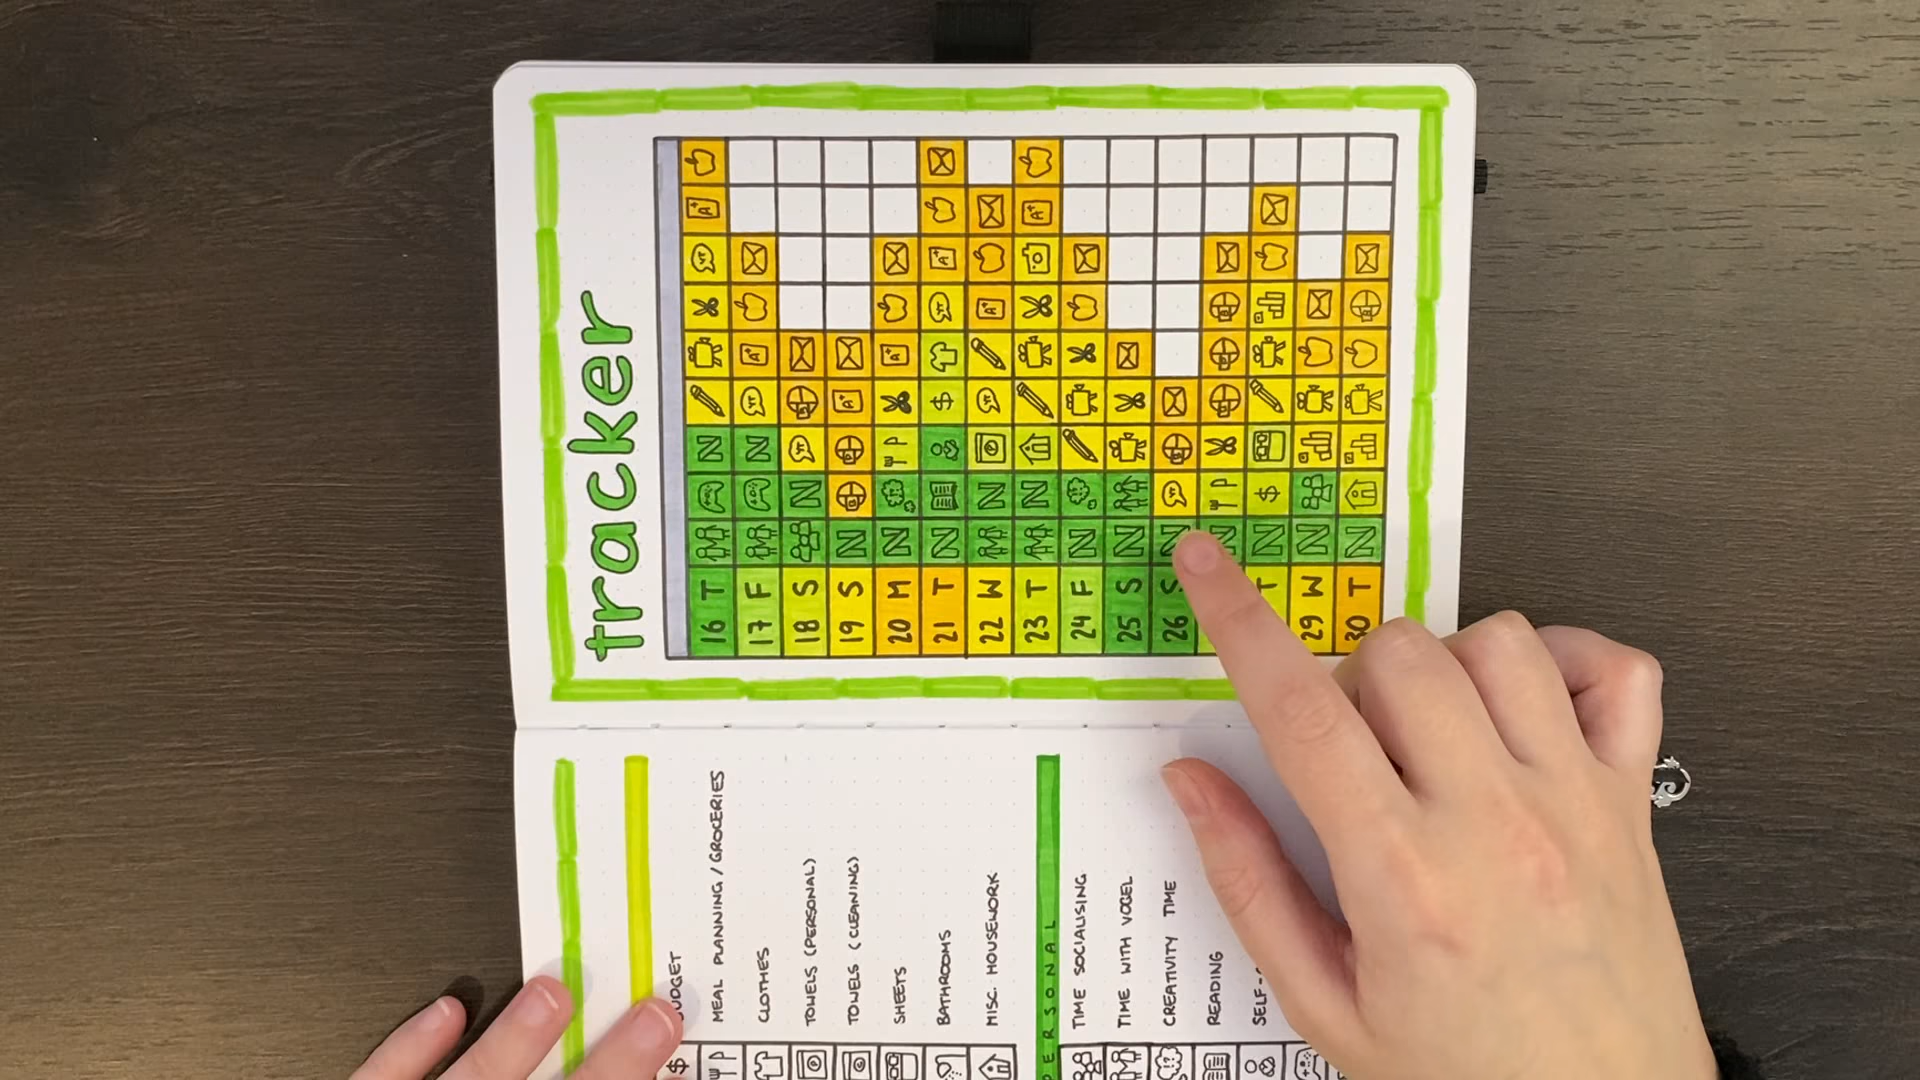 tracker
16 T
17 F
18 S
19 S
20 M
21 T
22 W
23 T
24 F
25 S
26 S
T
29 W
30 T
BUDGET
MEAL PLANNING / GROCERIES
CLOTHES
TOWELS (PERSONAL)
TOWELS (CLEANING)
SHEETS
BATHROOMS
MISC. HOUSEWORK
PERSONAL
TIME SOCIALISING
TIME WITH VOGEL
CREATIVITY TIME
READING
SELF-